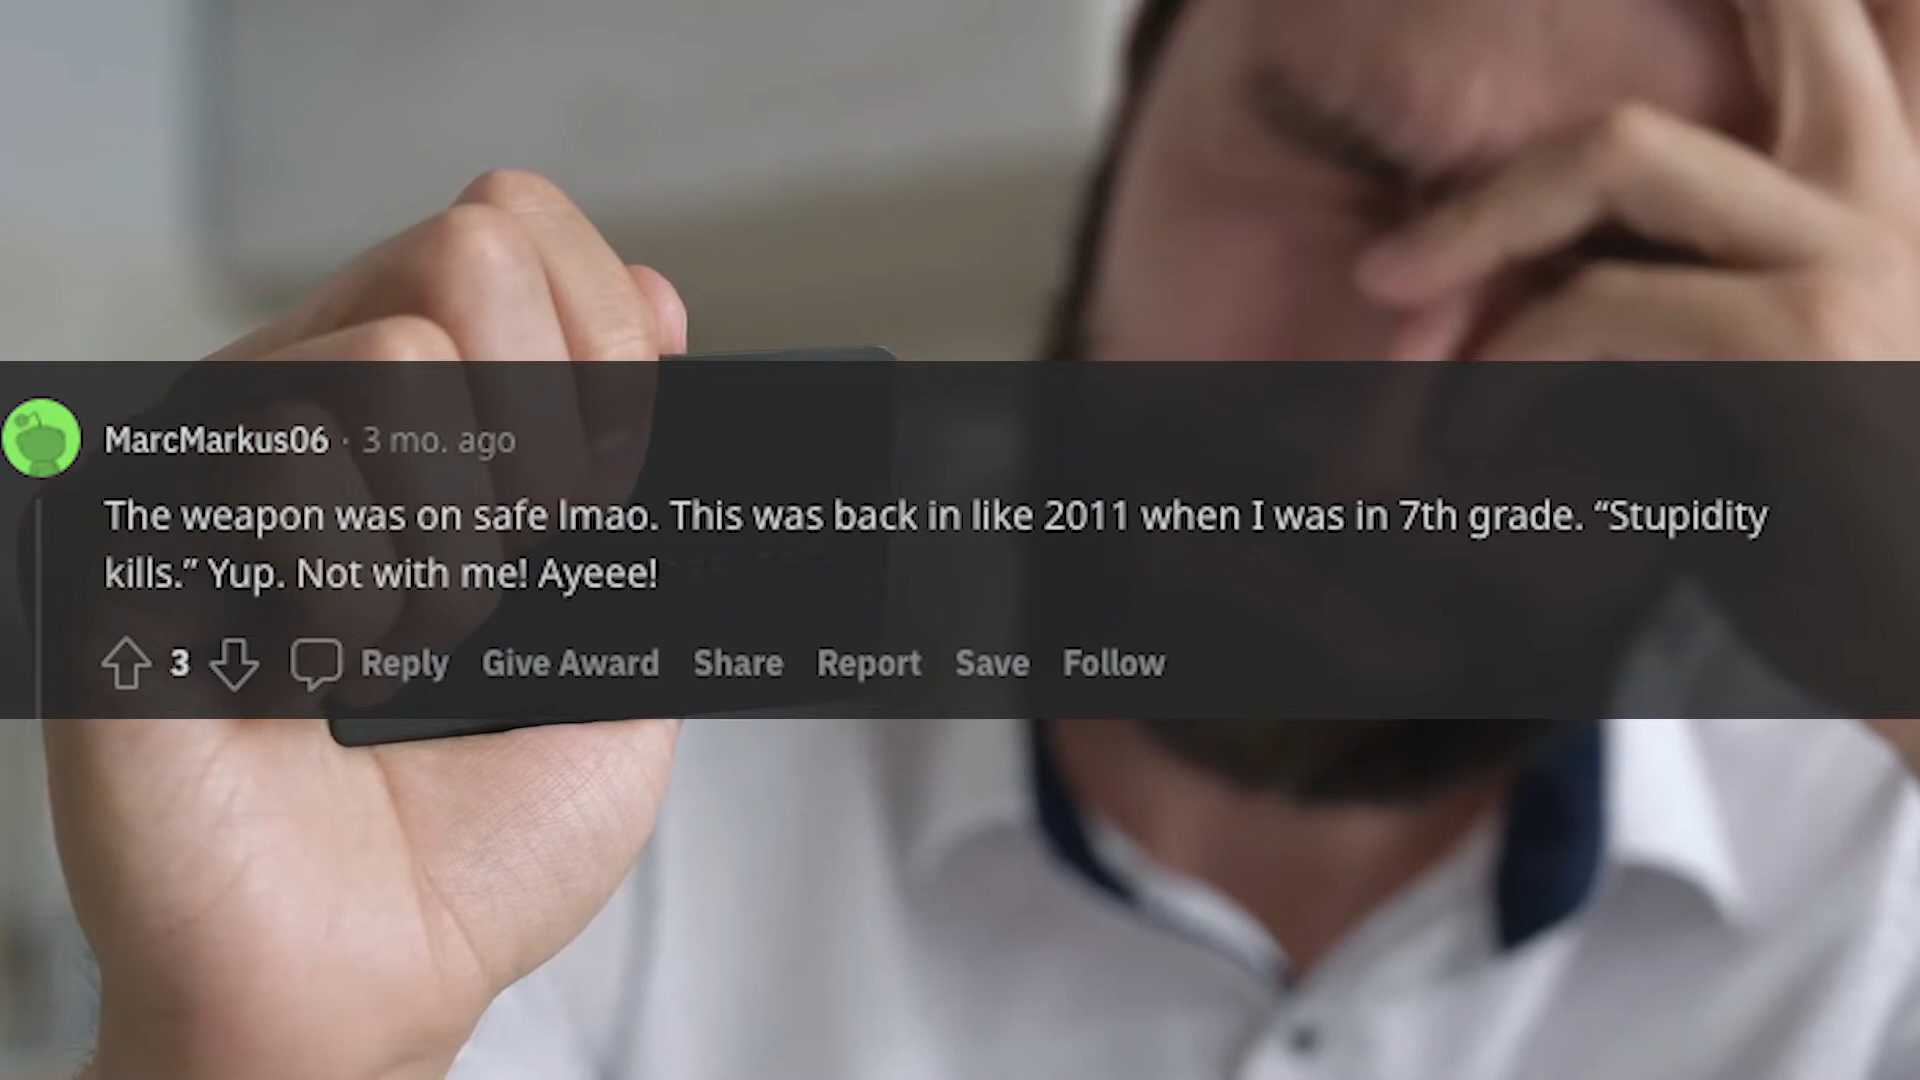 MarcMarkus06 · 3 mo. ago
The weapon was on safe lmao. This was back in like 2011 when I was in 7th grade. “Stupidity
kills.” Yup. Not with me! Ayeee!
3 Reply Give Award Share Report Save Follow